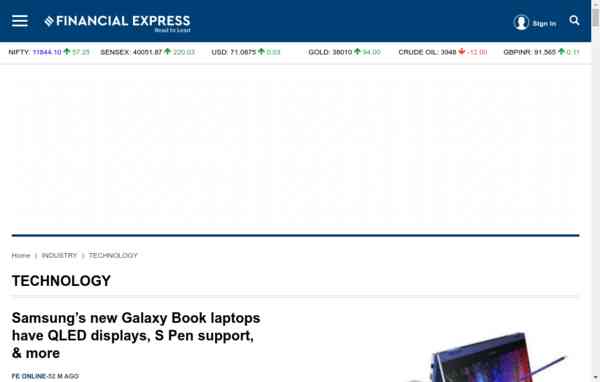 FINANCIAL EXPRESS
Read to Lead
Sign In
NIFTY: 11844.10 57.25 SENSEX: 40051.87 220.03 USD: 71.0675 0.03 GOLD: 38010 94.00 CRUDE OIL: 3948 -12.00 GBPINR: 91.565 0.11
Home | INDUSTRY | TECHNOLOGY
TECHNOLOGY
Samsung's new Galaxy Book laptops
have QLED displays, S Pen support,
& more
FE ONLINE-52 M AGO